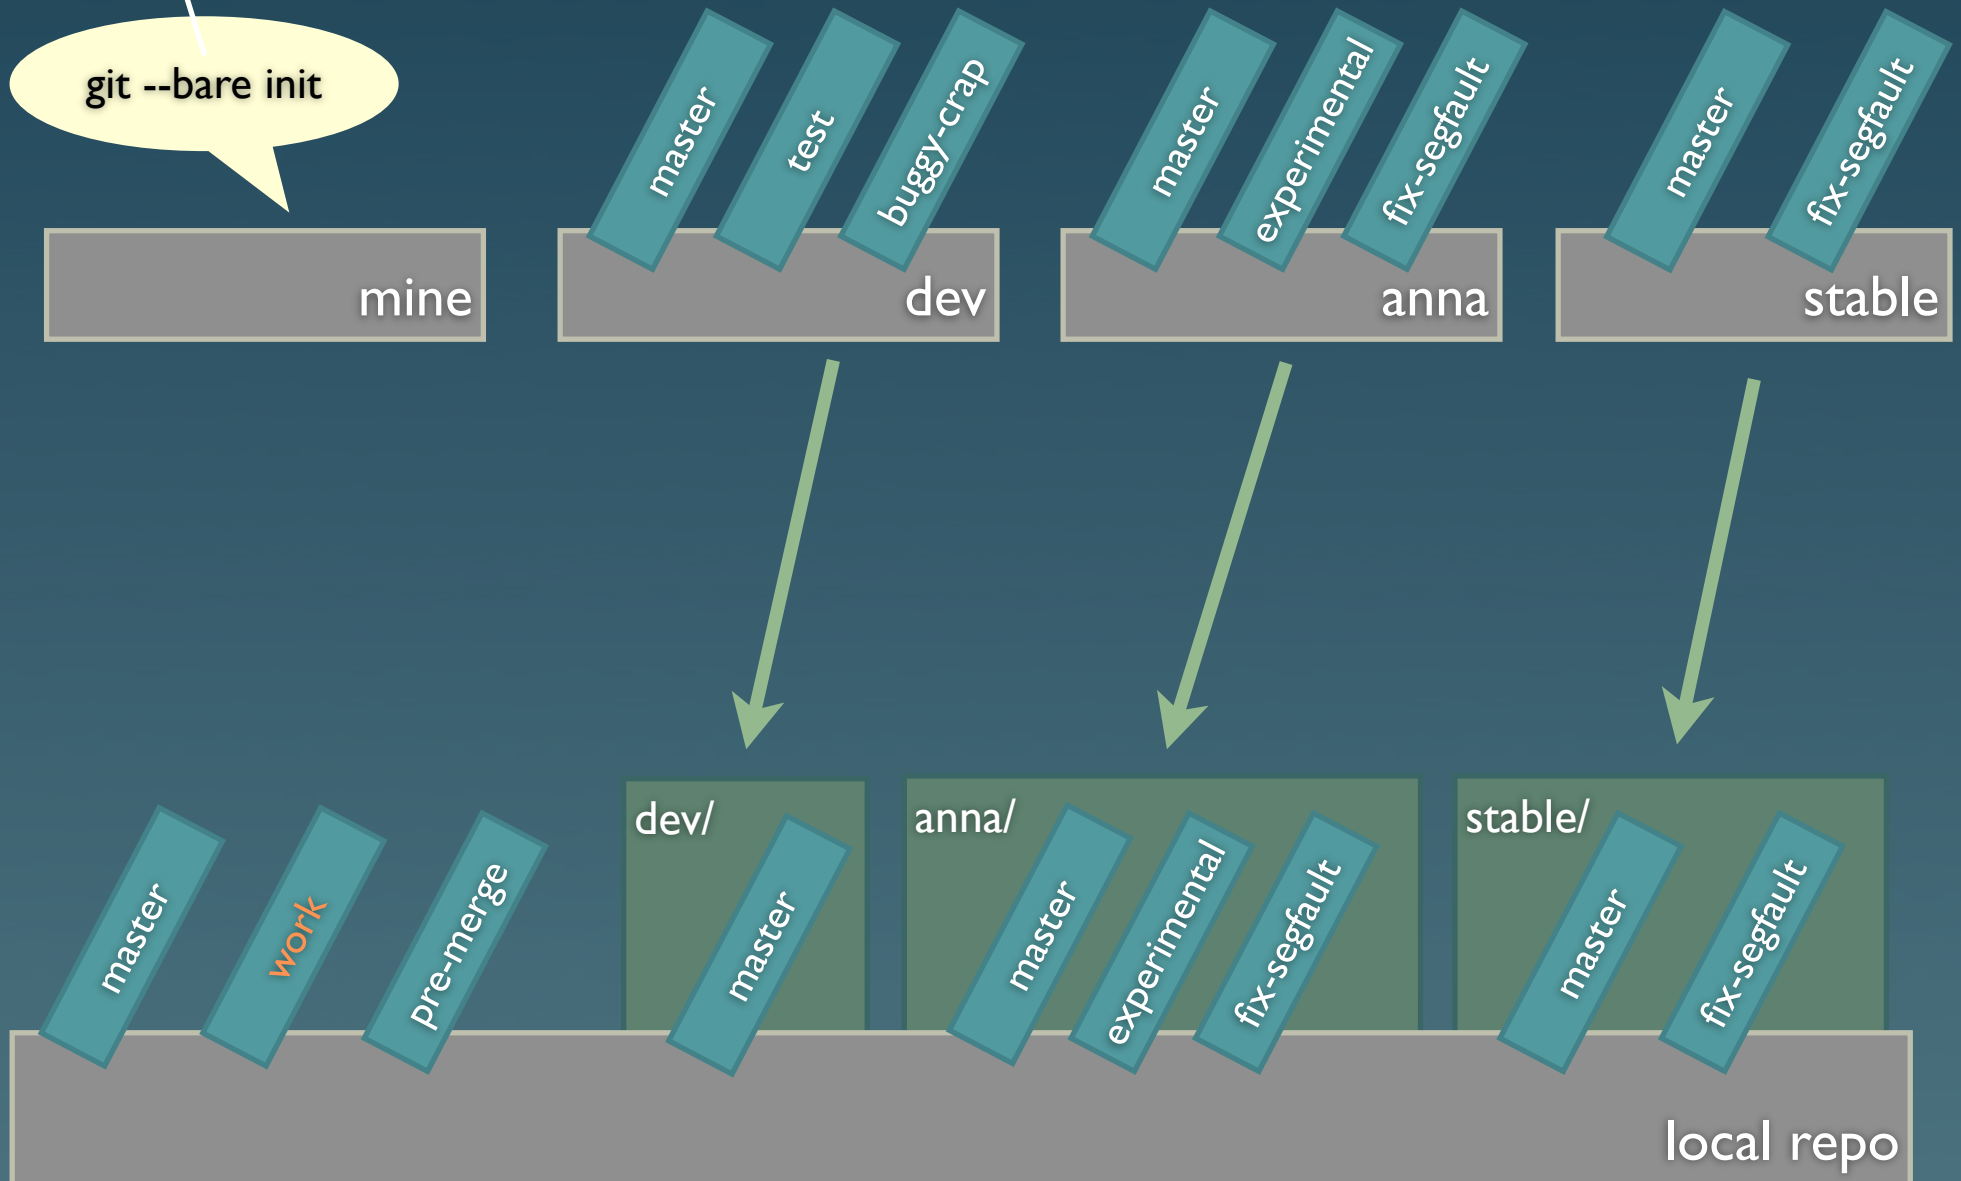 git --bare init
master
test
buggy-crap
master
experimental
fix-segfault
master
fix-segfault
mine
dev
anna
stable
master
work
pre-merge
dev/
master
anna/
master
experimental
fix-segfault
stable/
master
fix-segfault
local repo